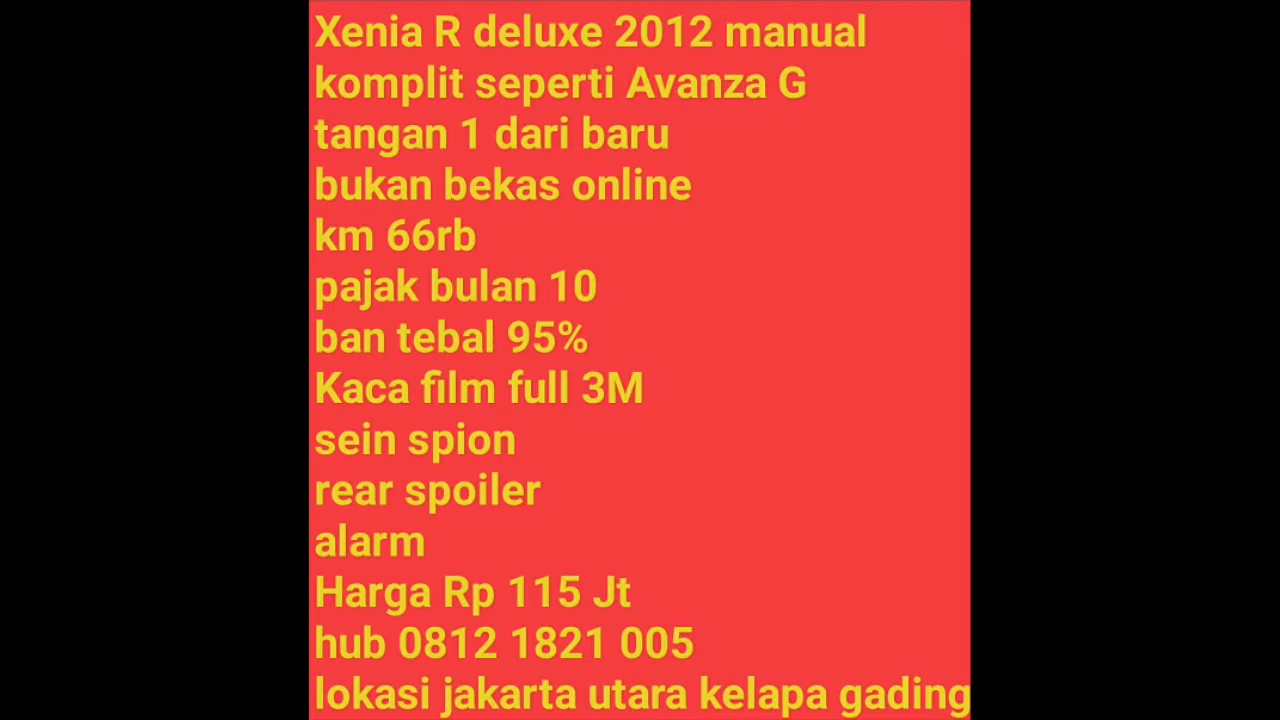 Xenia R deluxe 2012 manual
komplit seperti Avanza G
tangan 1 dari baru
bukan bekas online
km 66rb
pajak bulan 10
ban tebal 95%
Kaca film full 3M
sein spion
rear spoiler
alarm
Harga Rp 115 Jt
hub 0812 1821 005
lokasi jakarta utara kelapa gading